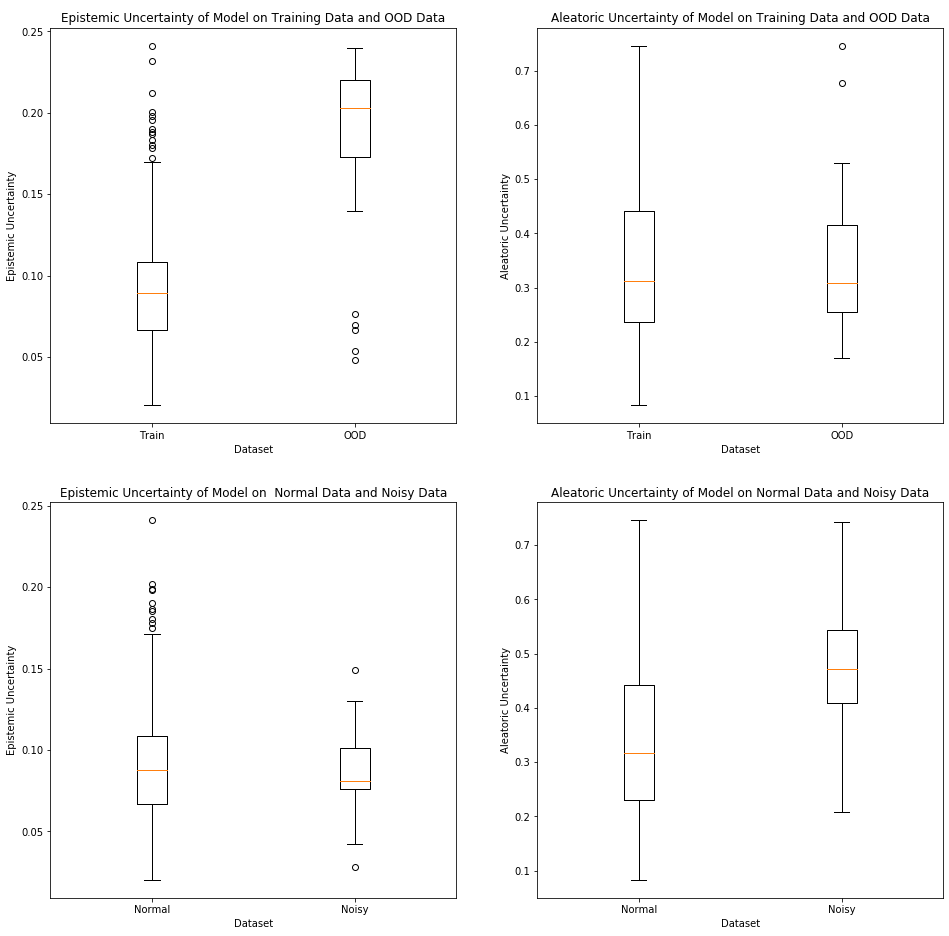 Epistemic Uncertainty of Model on Training Data and OOD Data
0.25
0.20
0.15
0.10
0.05
Epistemic Uncertainty
Train
OOD
Dataset
Aleatoric Uncertainty of Model on Training Data and OOD Data
0.7
0.6
0.5
0.4
0.3
0.2
0.1
Aleatoric Uncertainty
Train
OOD
Dataset
Epistemic Uncertainty of Model on  Normal Data and Noisy Data
0.25
0.20
0.15
0.10
0.05
Epistemic Uncertainty
Normal
Noisy
Dataset
Aleatoric Uncertainty of Model on Normal Data and Noisy Data
0.7
0.6
0.5
0.4
0.3
0.2
0.1
Aleatoric Uncertainty
Normal
Noisy
Dataset